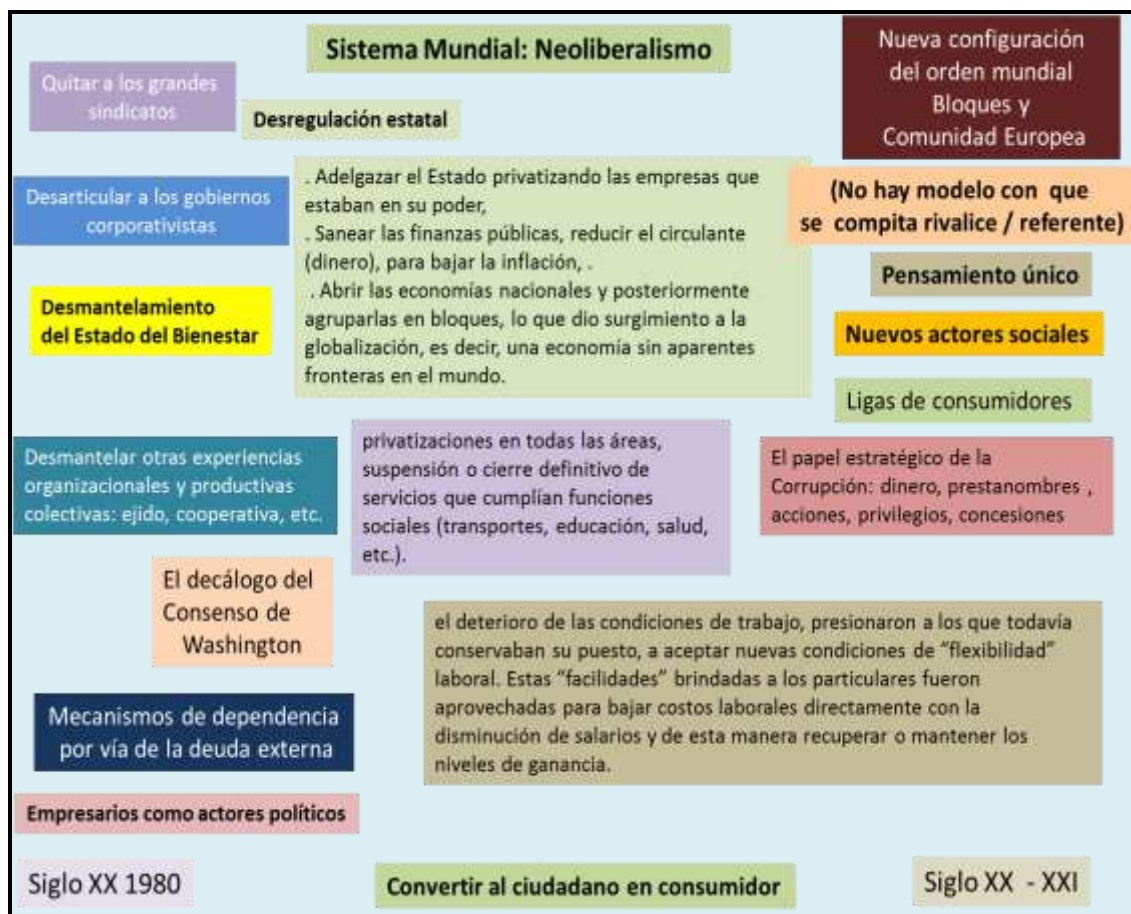 Sistema Mundial: Neoliberalismo
Nueva configuración
del orden mundial
Bloques y
Comunidad Europea
Quitar a los grandes
sindicatos
Desregulación estatal
Desarticular a los gobiernos
corporativistas
. Adelgazar el Estado privatizando las empresas que
estaban en su poder,
. Sanear las finanzas públicas, reducir el circulante
(dinero), para bajar la inflación, .
. Abrir las economías nacionales y posteriormente
agruparlas en bloques, lo que dio surgimiento a la
globalización, es decir, una economía sin aparentes
fronteras en el mundo.
(No hay modelo con que
se compita rivalice / referente)
Pensamiento único
Desmantelamiento
del Estado del Bienestar
Nuevos actores sociales
Ligas de consumidores
Desmantelar otras experiencias
organizacionales y productivas
colectivas: ejido, cooperativa, etc.
privatizaciones en todas las áreas,
suspensión o cierre definitivo de
servicios que cumplían funciones
sociales (transportes, educación, salud,
etc.).
El papel estratégico de la
Corrupción: dinero, prestanombres ,
acciones, privilegios, concesiones
El decálogo del
Consenso de
Washington
el deterioro de las condiciones de trabajo, presionaron a los que todavía
conservaban su puesto, a aceptar nuevas condiciones de “flexibilidad”
laboral. Estas “facilidades” brindadas a los particulares fueron
aprovechadas para bajar costos laborales directamente con la
disminución de salarios y de esta manera recuperar o mantener los
niveles de ganancia.
Mecanismos de dependencia
por vía de la deuda externa
Empresarios como actores políticos
Siglo XX 1980
Convertir al ciudadano en consumidor
Siglo XX - XXI